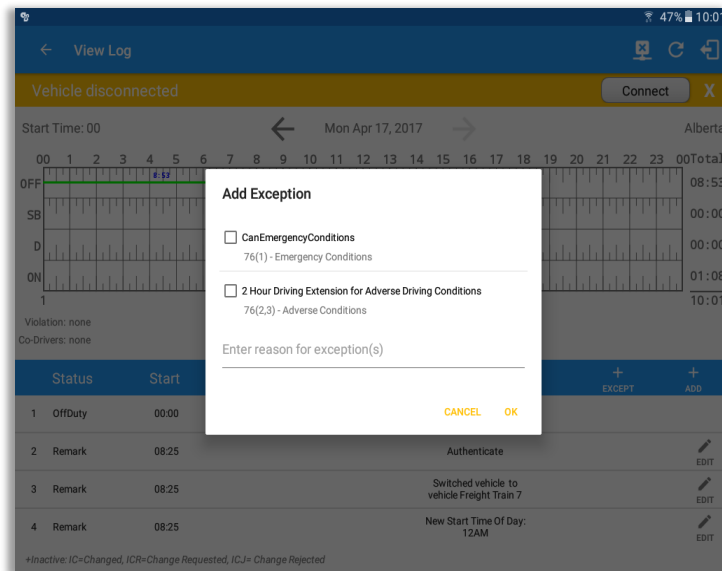 47% 10:01
View Log
Vehicle disconnected Connect X
Start Time: 00 Mon Apr 17, 2017 Alberta
00 1 2 3 4 5 6 7 8 9 10 11 12 13 14 15 16 17 18 19 20 21 22 23 00Total
OFF 8:53 08:53
SB 00:00
D 00:00
ON 01:08
1 10:01
Violation: none
Co-Drivers: none
Add Exception
CanEmergencyConditions
76(1) - Emergency Conditions
2 Hour Driving Extension for Adverse Driving Conditions
76(2,3) - Adverse Conditions
Enter reason for exception(s)
CANCEL OK
Status Start + EXCEPT + ADD
1 OffDuty 00:00
2 Remark 08:25 Authenticate EDIT
3 Remark 08:25 Switched vehicle to
vehicle Freight Train 7 EDIT
4 Remark 08:25 New Start Time Of Day:
12AM EDIT
+Inactive: IC=Changed, ICR=Change Requested, ICJ= Change Rejected